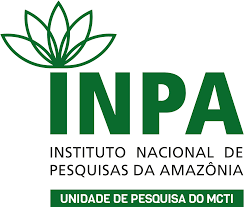 INPA
INSTITUTO NACIONAL DE
PESQUISAS DA AMAZÔNIA
UNIDADE DE PESQUISA DO MCTI